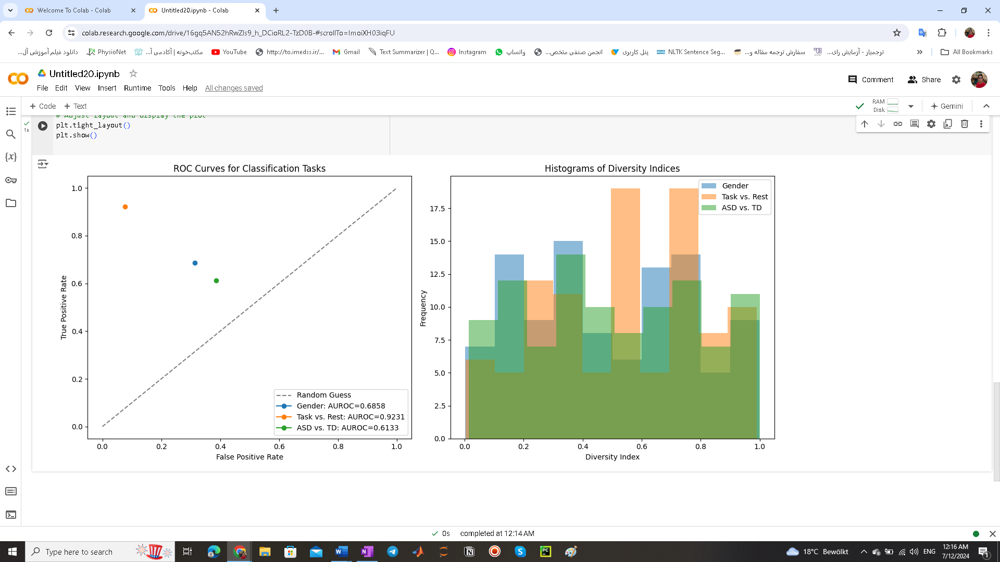 Welcome To Colab - Colab
Untitled20.ipynb - Colab
colab.research.google.com/drive/16gq5AN52hRwZIs9_h_DCioRL2-TzD0B-#scrollTo=ImoiXH03iqFU
دانلود فیلم آموزشی آل...
PhysioNet
مکتب‌خونه | آکادمی آ...
YouTube
http://to.imedss.ir/...
Gmail
Text Summarizer | Q...
Instagram
واتساپ
انجمن صنفی متخص...
پنل کاربری
NLTK Sentence Seg...
سفارش ترجمه مقاله و...
ترجمیار - آزمایش رای...
All Bookmarks
Untitled20.ipynb
File Edit View Insert Runtime Tools Help All changes saved
Comment
Share
+ Code + Text
RAM
Disk
Gemini
# Adjust layout and display the plot
1s
plt.tight_layout()
plt.show()
{x}
ROC Curves for Classification Tasks
1.0
0.8
0.6
0.4
0.2
0.0
True Positive Rate
Random Guess
Gender: AUROC=0.6858
Task vs. Rest: AUROC=0.9231
ASD vs. TD: AUROC=0.6133
0.0 0.2 0.4 0.6 0.8 1.0
False Positive Rate
Histograms of Diversity Indices
Gender
Task vs. Rest
ASD vs. TD
17.5
15.0
12.5
10.0
7.5
5.0
2.5
0.0
Frequency
0.0 0.2 0.4 0.6 0.8 1.0
Diversity Index
0s completed at 12:14 AM
Type here to search
18°C Bewölkt
ENG
12:16 AM
7/12/2024
1